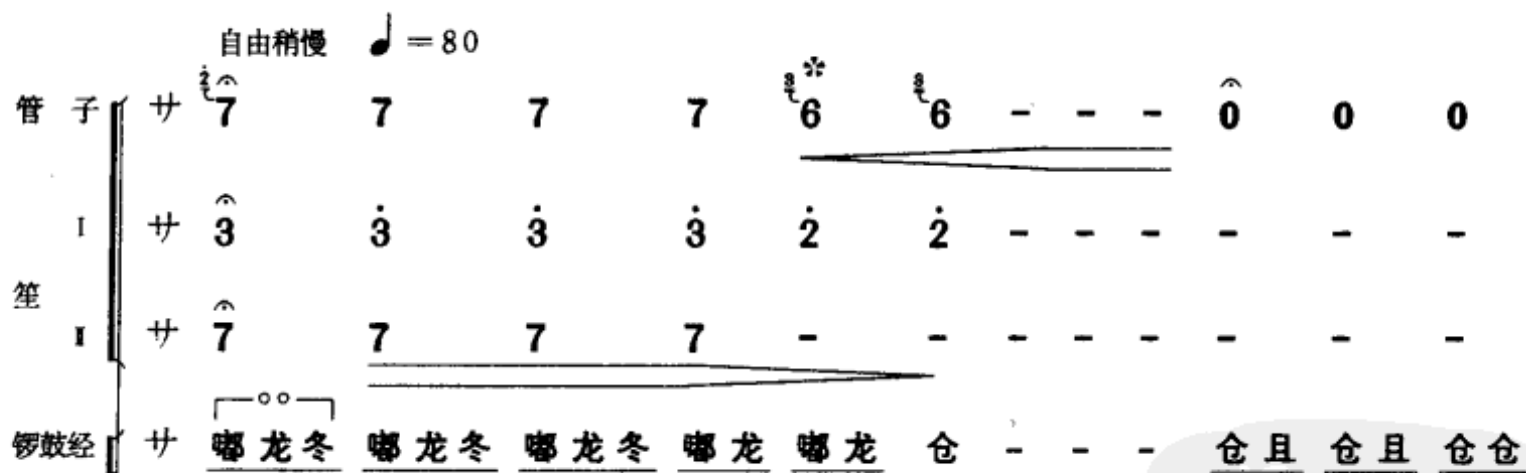 自由稍慢 ♩=80
管子 サ 7 7 7 7 6 6 - - - 0 0 0
I サ 3 3 3 3 2 2 - - - - - -
笙
II サ 7 7 7 7 - - - - - - - -
锣鼓经 サ 嘟龙冬 嘟龙冬 嘟龙冬 嘟龙 嘟龙 仓 - - - 仓且 仓且 仓仓